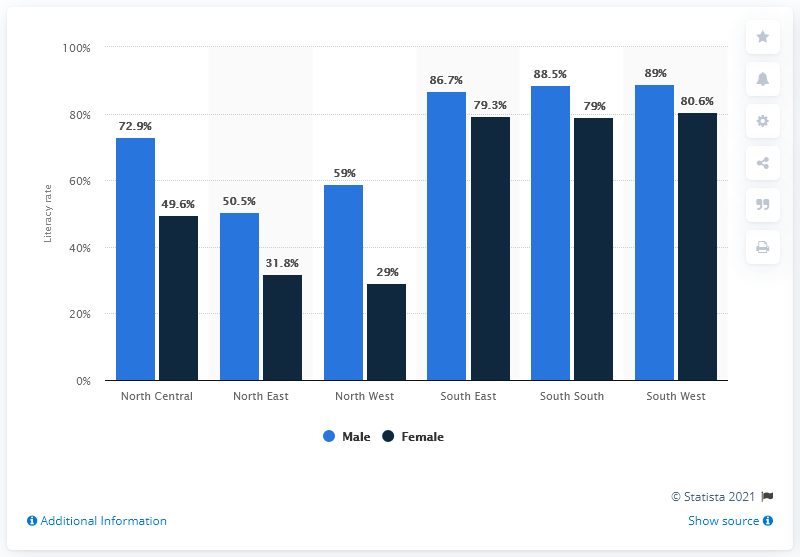 100%
80%
60%
40%
20%
0%
Literacy rate
72.9%
49.6%
50.5%
31.8%
59%
29%
86.7%
79.3%
88.5%
79%
89%
80.6%
North Central
North East
North West
South East
South South
South West
Male
Female
© Statista 2021
Additional Information
Show source